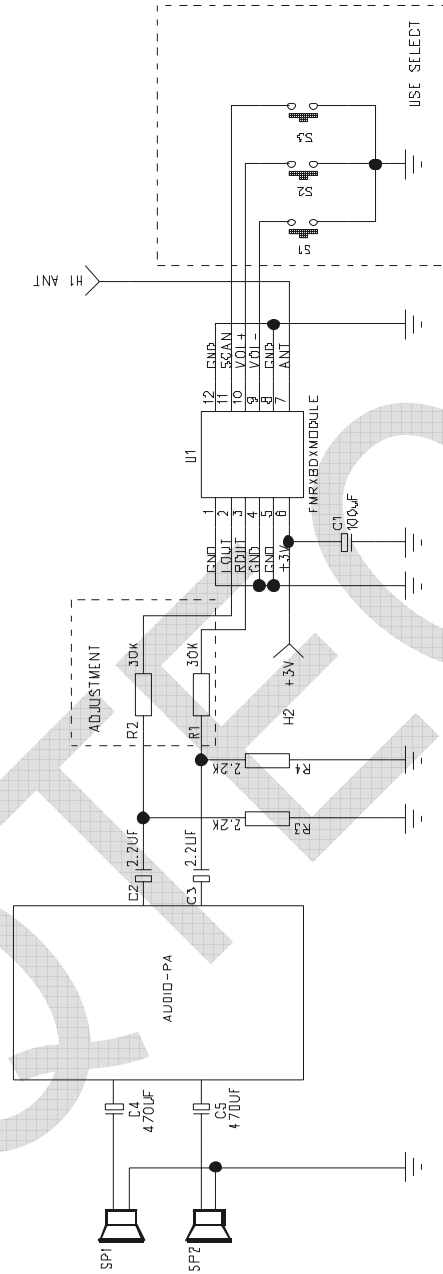 USE SELECT
S3
S2
S1
H1 ANT
GND
SCAN
VOL+
VOL-
GND
ANT
12
11
10
9
8
7
U1
FMRX8DXMODULE
1
2
3
4
5
6
GND
LOUT
ROUT
GND
GND
+3V
C1
100uF
ADJUSTMENT
30K
R2
30K
R1
+3V
H2
2.2K
R4
2.2K
R3
C2
2.2UF
C3
2.2UF
AUDIO-PA
C4
470UF
C5
470UF
SP1
SP2